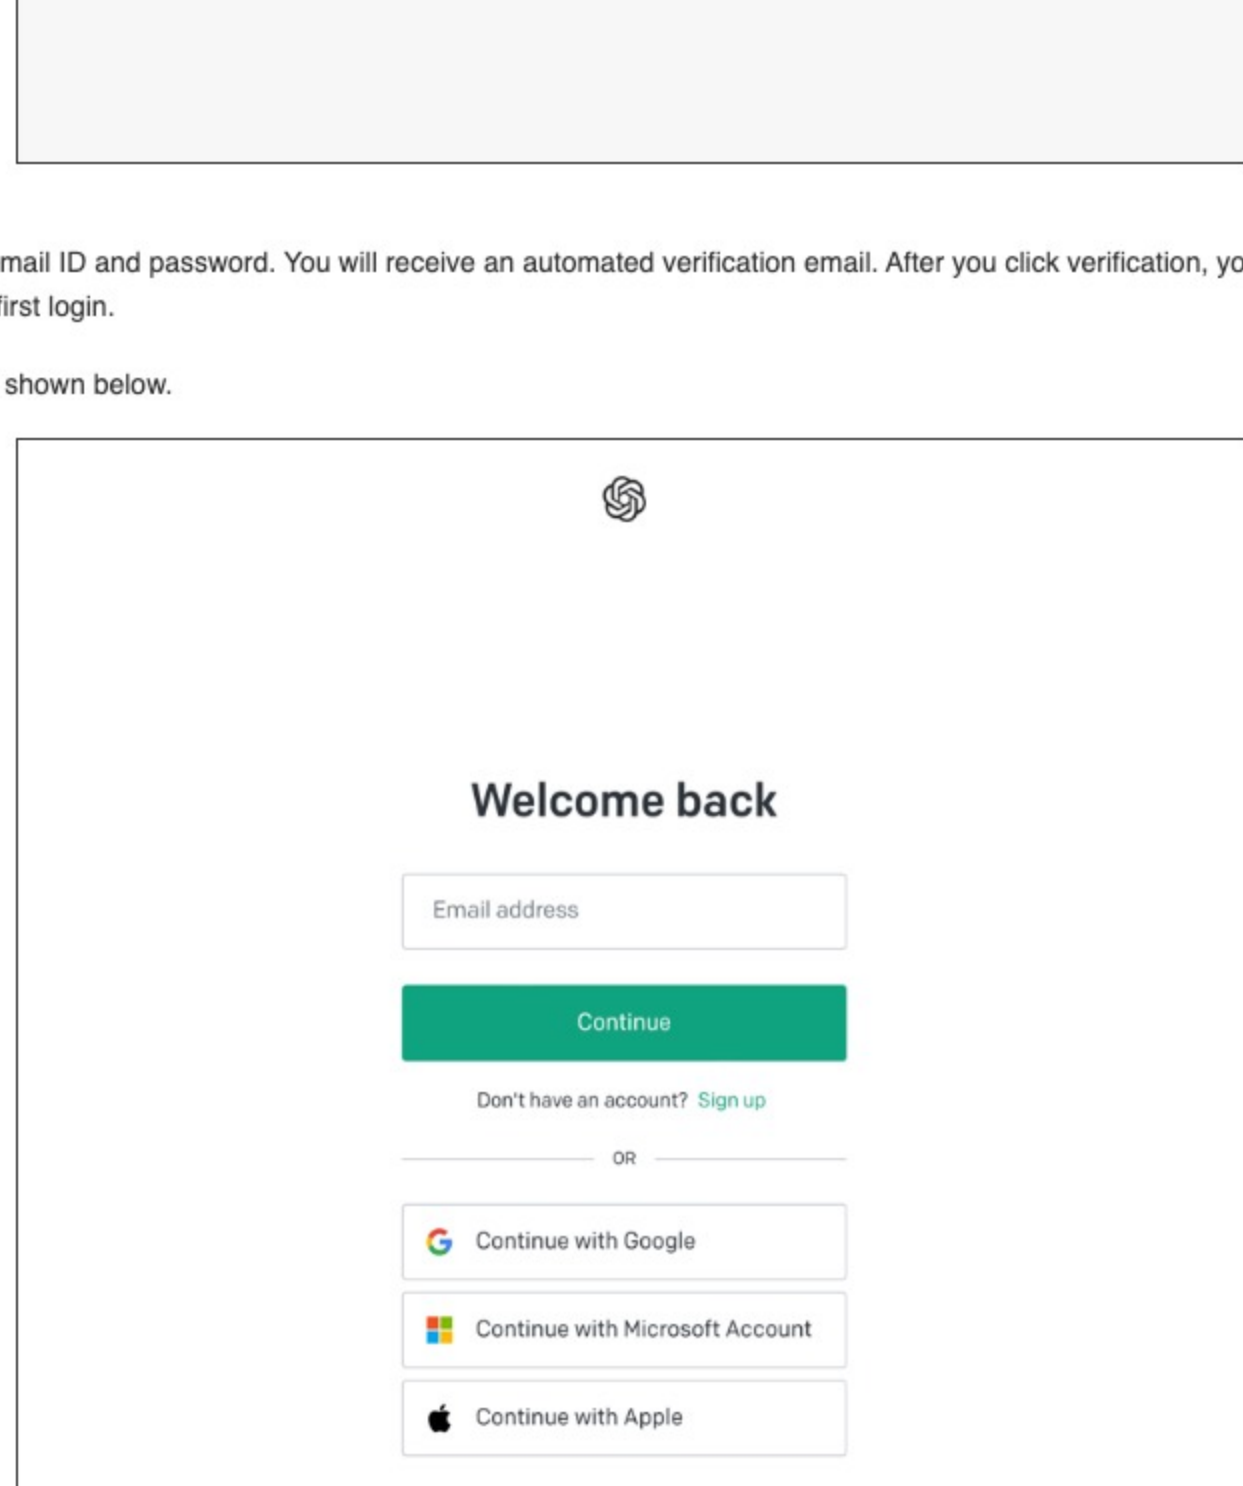 mail ID and password. You will receive an automated verification email. After you click verification, yo
first login.
shown below.
Welcome back
Email address
Continue
Don't have an account? Sign up
OR
Continue with Google
Continue with Microsoft Account
Continue with Apple